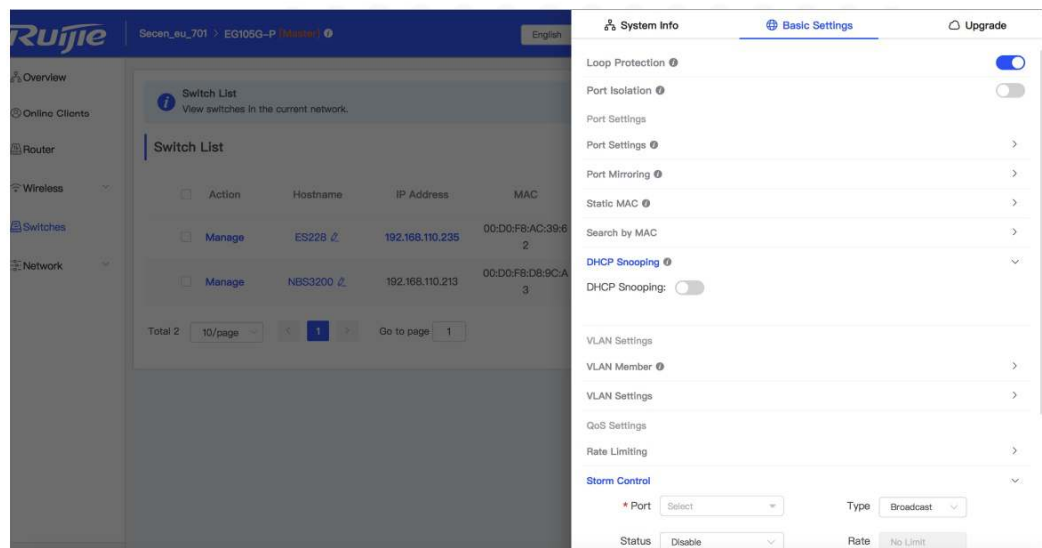 Ruijie
Secen_eu_701 > EG105G-P [Master]
English
Overview
Online Clients
Router
Wireless
Switches
Network
Switch List
View switches in the current network.
Switch List
Action Hostname IP Address MAC
Manage ES228 192.168.110.235 00:D0:F8:AC:39:6
2
Manage NBS3200 192.168.110.213 00:D0:F8:D8:9C:A
3
Total 2 10/page < 1 > Go to page 1
System Info Basic Settings Upgrade
Loop Protection
Port Isolation
Port Settings
Port Settings
Port Mirroring
Static MAC
Search by MAC
DHCP Snooping
DHCP Snooping:
VLAN Settings
VLAN Member
VLAN Settings
QoS Settings
Rate Limiting
Storm Control
* Port Select Type Broadcast
Status Disable Rate No Limit